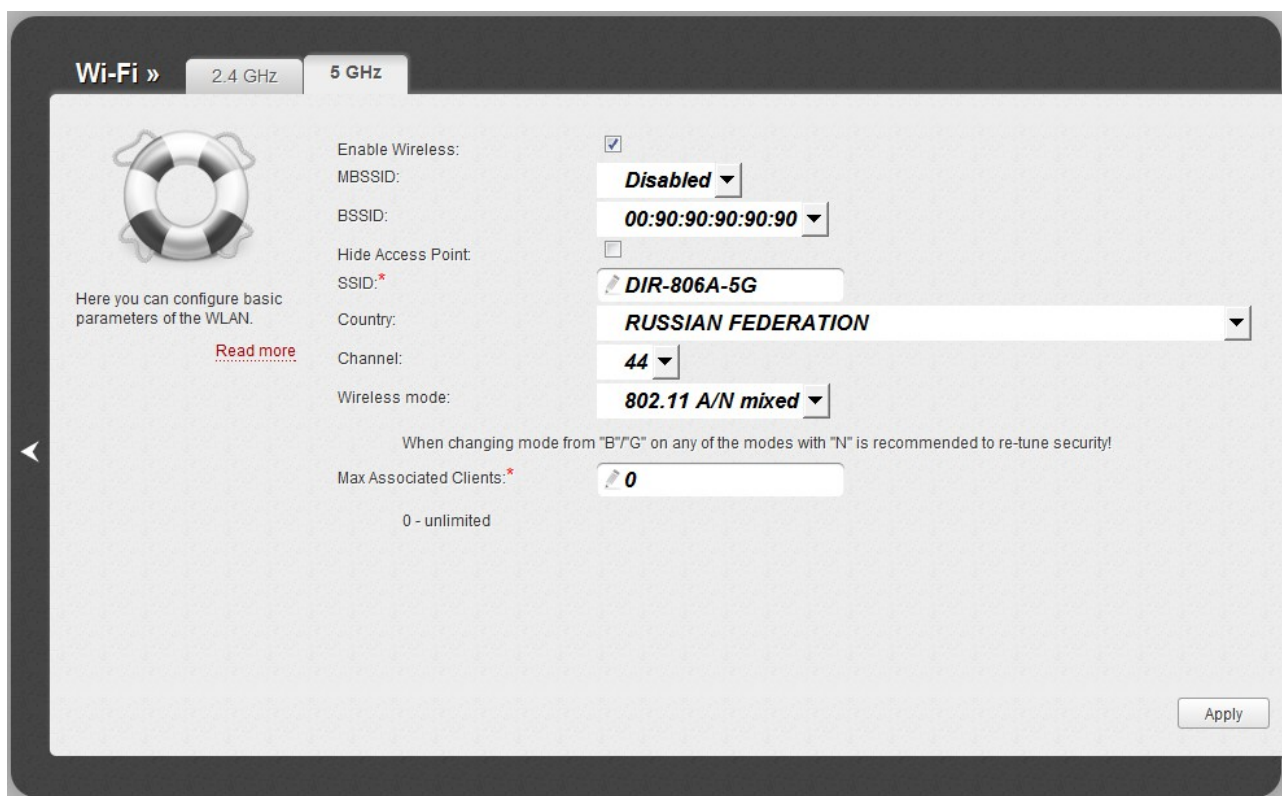 Wi-Fi » 2.4 GHz 5 GHz
Enable Wireless:
MBSSID: Disabled
BSSID: 00:90:90:90:90:90
Hide Access Point:
SSID:* DIR-806A-5G
Here you can configure basic
parameters of the WLAN.
Read more
Country: RUSSIAN FEDERATION
Channel: 44
Wireless mode: 802.11 A/N mixed
When changing mode from "B"/"G" on any of the modes with "N" is recommended to re-tune security!
Max Associated Clients:* 0
0 - unlimited
Apply